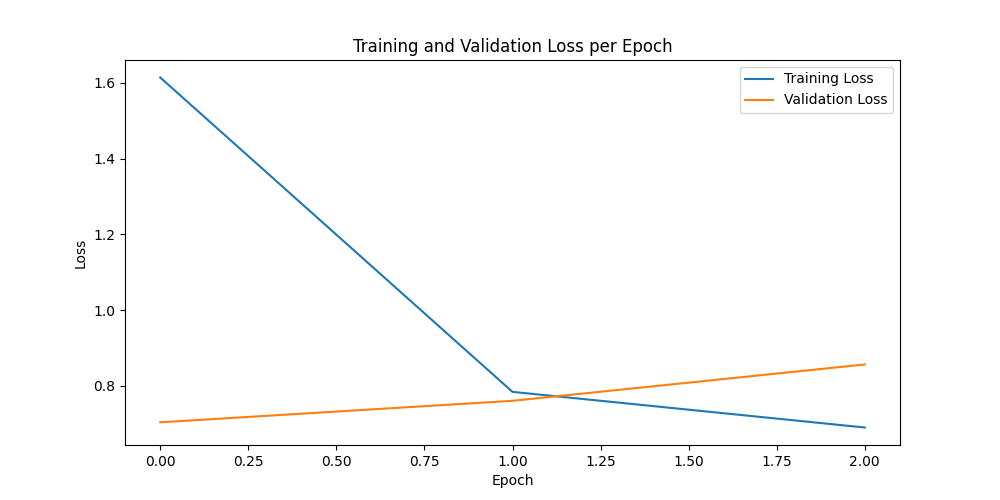 Training and Validation Loss per Epoch
Training Loss
Validation Loss
1.6
1.4
1.2
1.0
0.8
Loss
0.00 0.25 0.50 0.75 1.00 1.25 1.50 1.75 2.00
Epoch